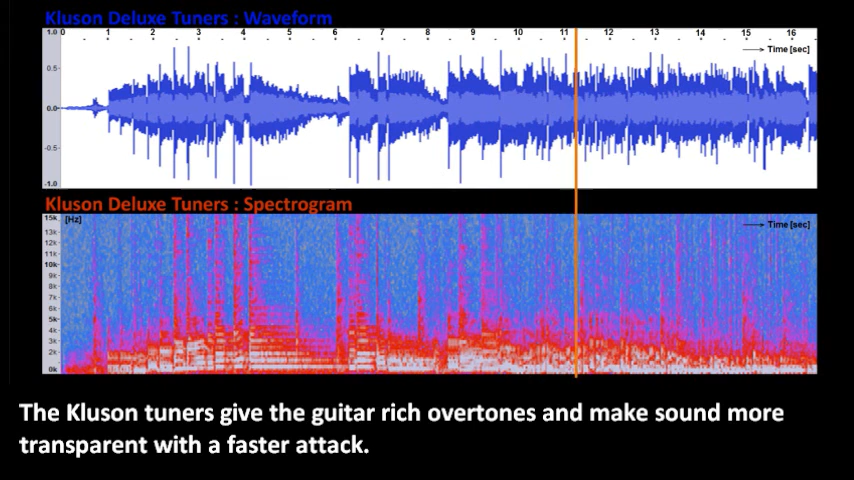 Kluson Deluxe Tuners : Waveform
1.0 0 1 2 3 4 5 6 7 8 9 10 11 12 13 14 15 16
Time [sec]
0.5
0.0
-0.5
-1.0
Kluson Deluxe Tuners : Spectrogram
15k [Hz]
Time [sec]
13k
12k
11k
10k
9k
8k
7k
6k
5k
4k
3k
2k
0k
The Kluson tuners give the guitar rich overtones and make sound more
transparent with a faster attack.